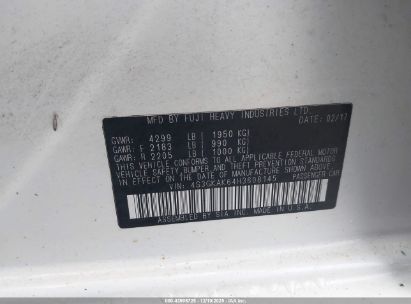 MFD BY FUJI HEAVY INDUSTRIES LTD.
DATE: 02/17
GVWR: 4299 LB (1950 KG)
GAWR: F 2183 LB ( 990 KG)
GAWR: R 2205 LB (1000 KG)
THIS VEHICLE CONFORMS TO ALL APPLICABLE FEDERAL MOTOR
VEHICLE SAFETY, BUMPER, AND THEFT PREVENTION STANDARDS
IN EFFECT ON THE DATE OF MANUFACTURE SHOWN ABOVE.
VIN: 4S3GKAK64H3608145 PASSENGER CAR
ASSEMBLED BY SIA, INC. MADE IN U.S.A.